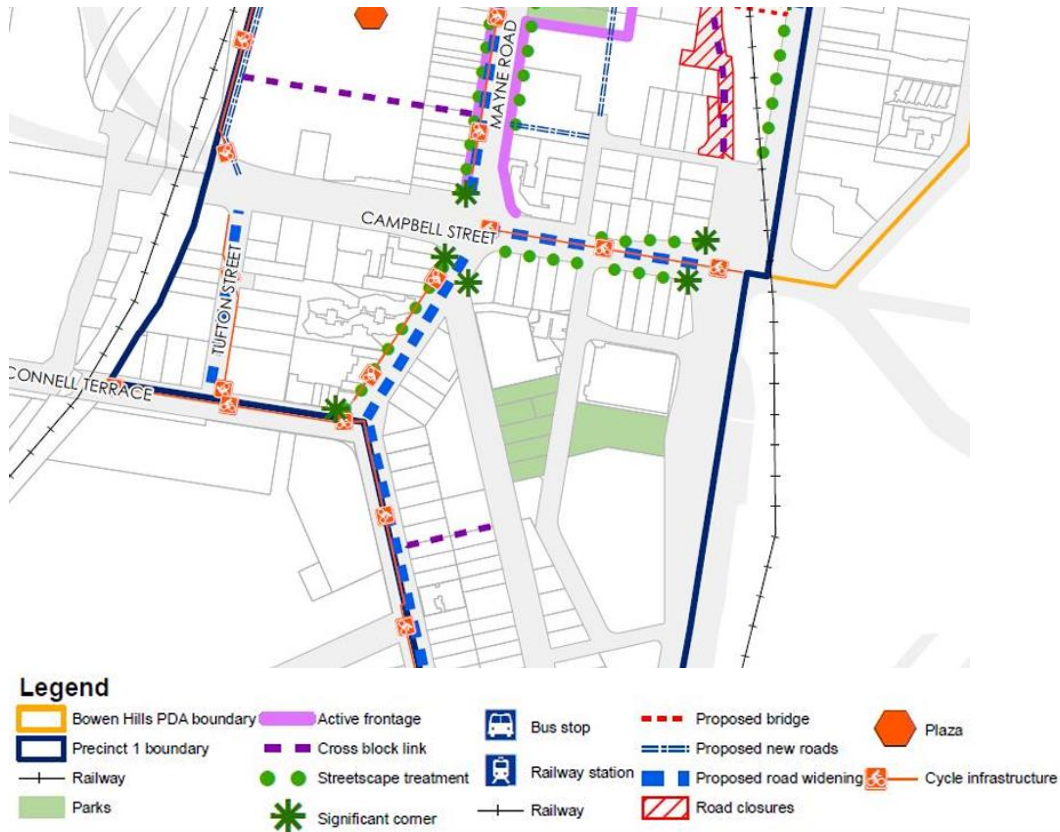 MAYNE ROAD
CAMPBELL STREET
TUFTON STREET
CONNELL TERRACE
Legend
Bowen Hills PDA boundary
Precinct 1 boundary
Railway
Parks
Active frontage
Cross block link
Streetscape treatment
Significant corner
Bus stop
Railway station
Railway
Proposed bridge
Proposed new roads
Proposed road widening
Road closures
Plaza
Cycle infrastructure